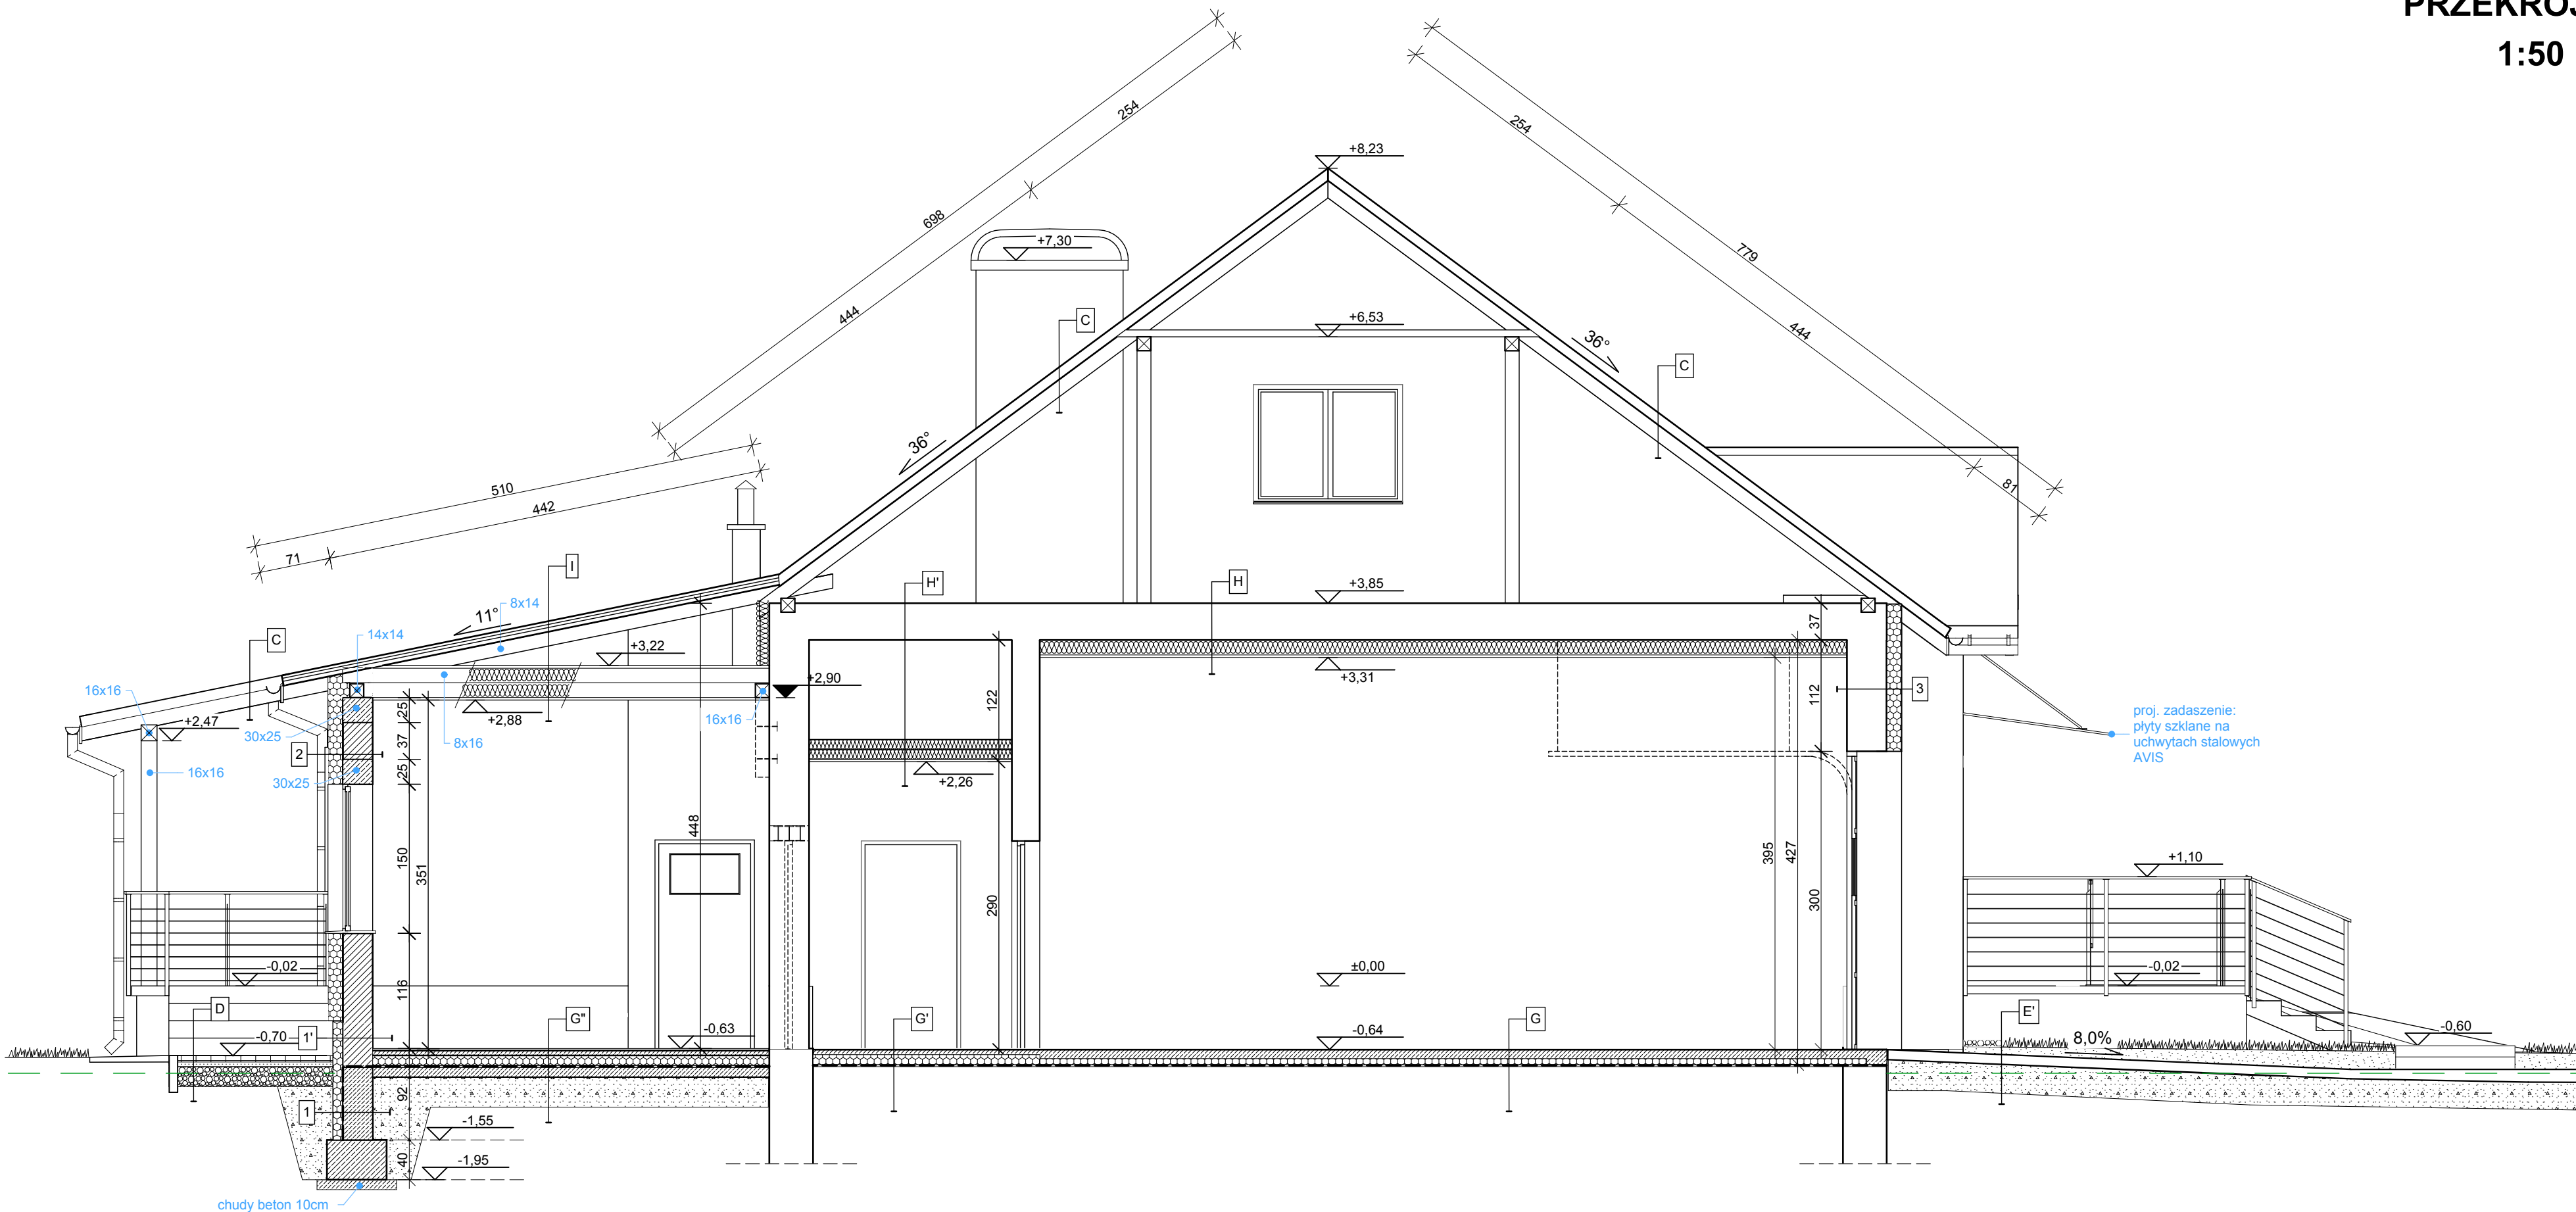 PRZEKRÓJ
1:50
254
254
+8,23
698
779
+7,30
444
+6,53
444
C
36°
C
36°
81
510
442
71
I
H'
H
+3,85
8x14
11°
14x14
C
37
+3,22
+3,31
16x16
+2,90
112
3
+2,47
25
+2,88
16x16
122
30x25
8x16
proj. zadaszenie:
płyty szklane na
uchwytach stalowych
AVIS
2
37
16x16
25
30x25
+2,26
448
150
351
395
427
+1,10
290
300
-0,02
116
±0,00
-0,02
D
G"
G'
G
E'
-0,70
1'
-0,63
-0,64
8,0%
-0,60
92
1
-1,55
40
-1,95
chudy beton 10cm